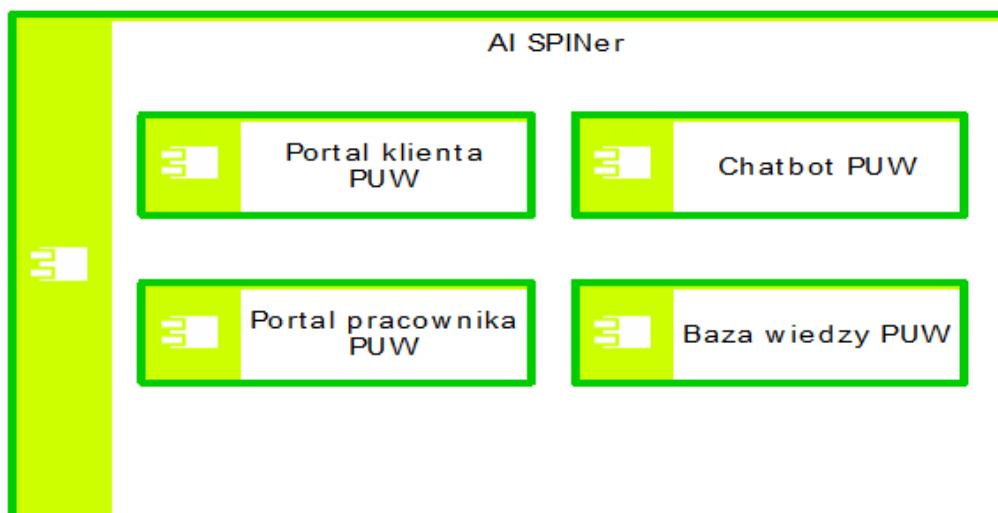 AI SPINer
Portal klienta
PUW
Chatbot PUW
Portal pracownika
PUW
Baza wiedzy PUW